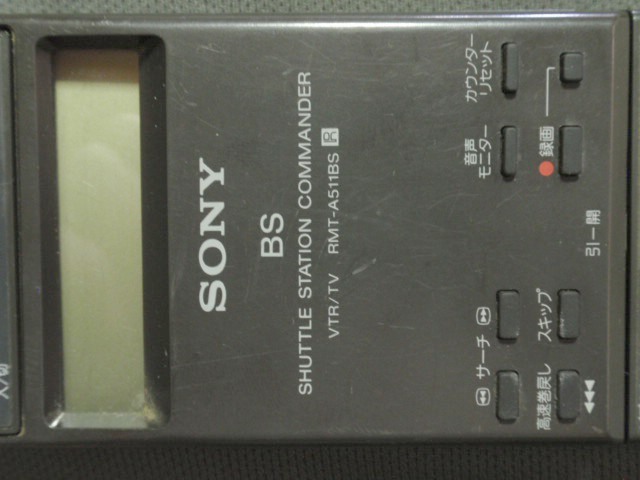 SONY
BS
SHUTTLE STATION COMMANDER
VTR/TV RMT-A511BS
カウンター
リセット
音声
モニター
録画
サーチ
スキップ
高速巻戻し
引-開
入/切